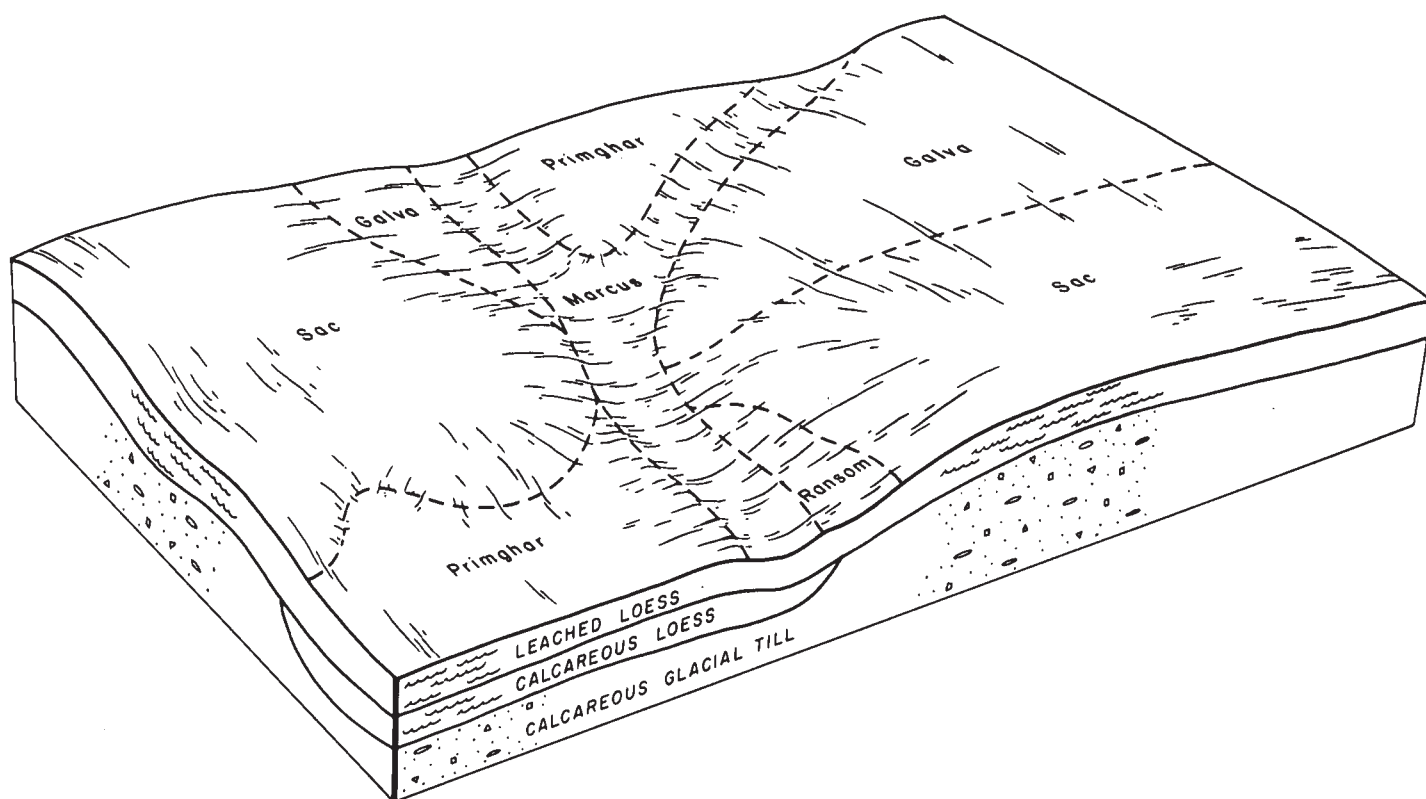 Primghar
Galva
Galva
Marcus
Sac
Sac
Ransom
Primghar
LEACHED LOESS
CALCAREOUS LOESS
CALCAREOUS GLACIAL TILL